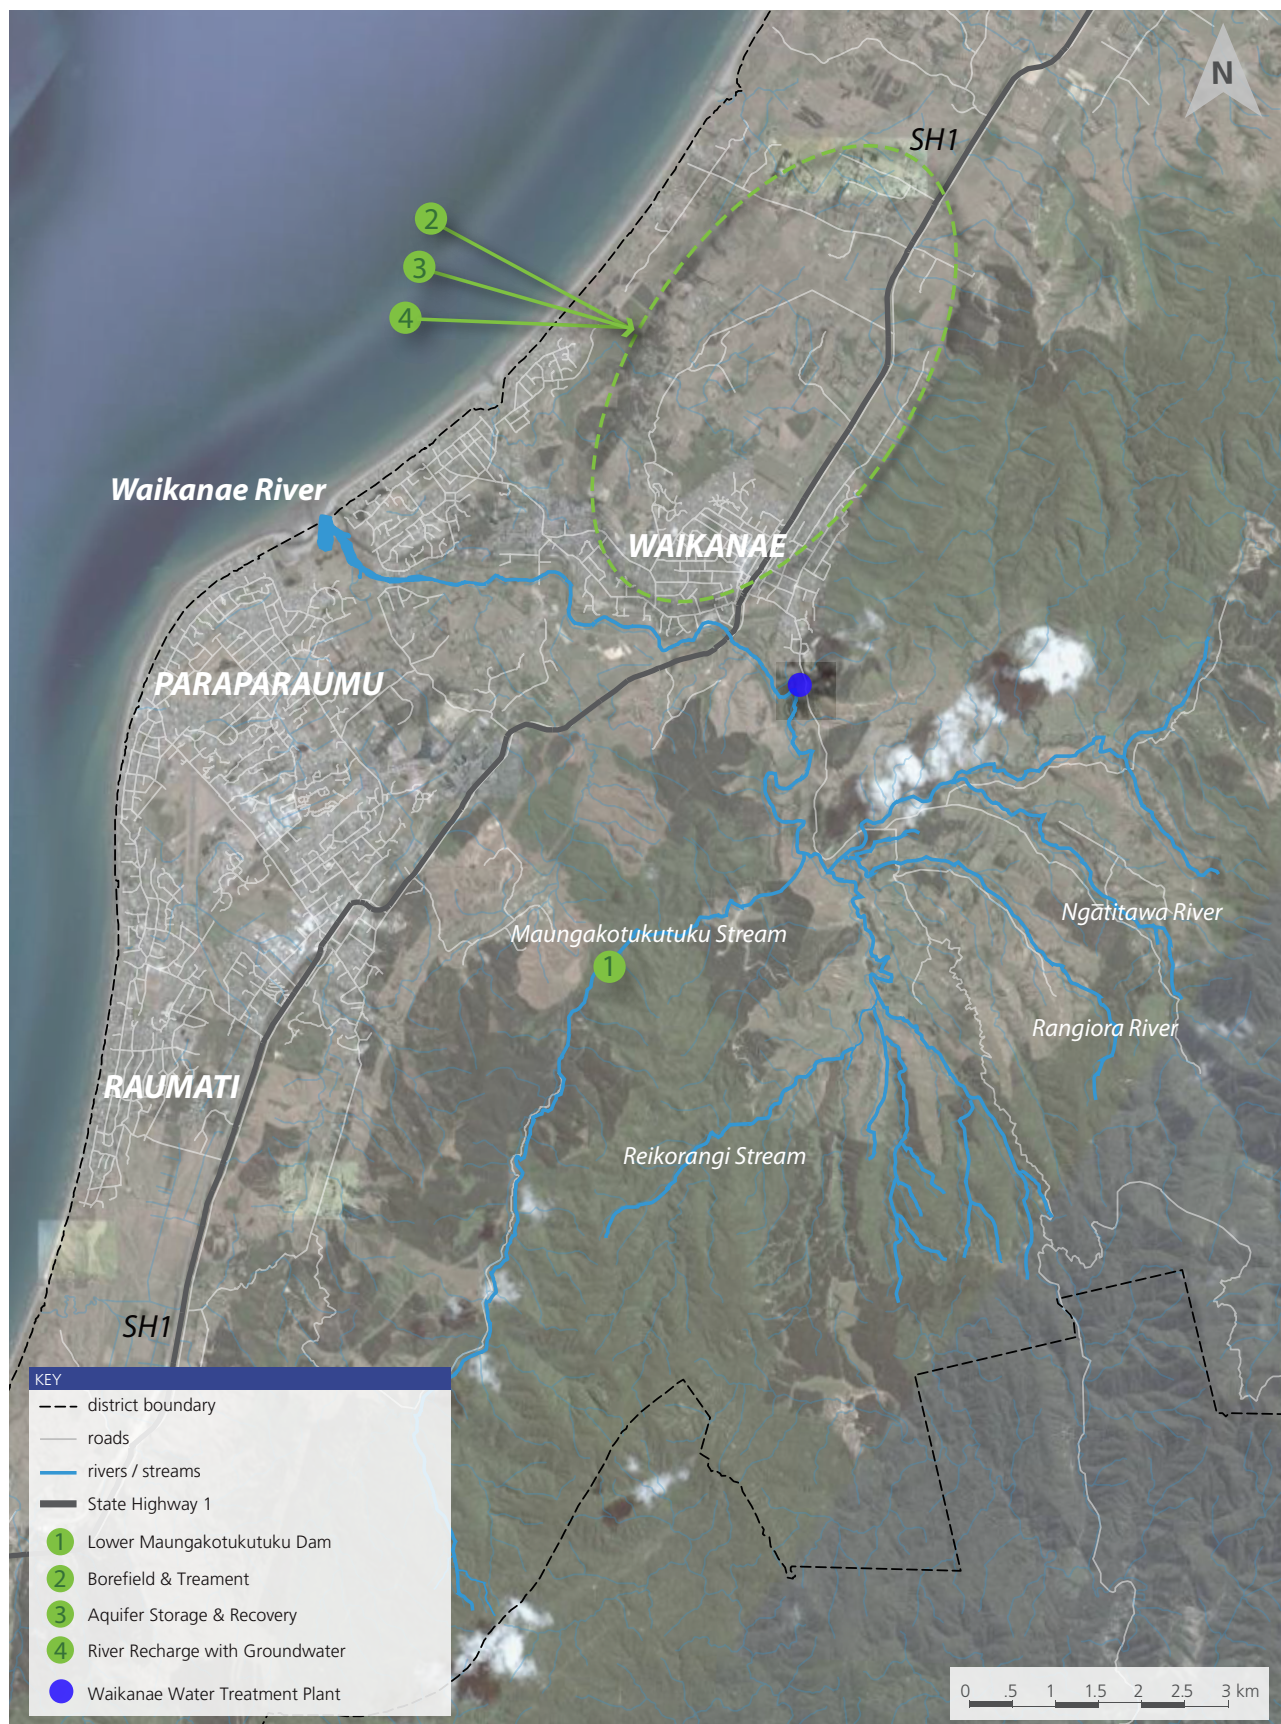 N
SH1
2
3
4
Waikanae River
WAIKANAE
PARAPARAUMU
Ngātitawa River
Maungakotukutuku Stream
1
Rangiora River
RAUMATI
Reikorangi Stream
SH1
KEY
district boundary
roads
rivers / streams
State Highway 1
1 Lower Maungakotukutuku Dam
2 Borefield & Treament
3 Aquifer Storage & Recovery
4 River Recharge with Groundwater
Waikanae Water Treatment Plant
0 .5 1 1.5 2 2.5 3 km